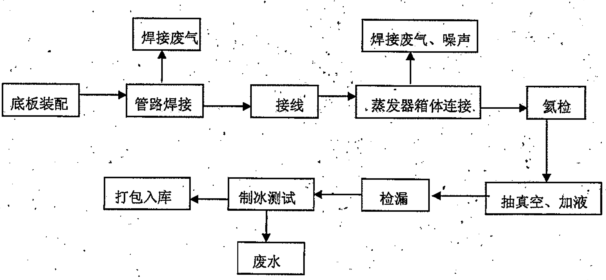 焊接废气
焊接废气、噪声
底板装配
管路焊接
接线
蒸发器箱体连接
氦检
打包入库
制冰测试
检漏
抽真空、加液
废水